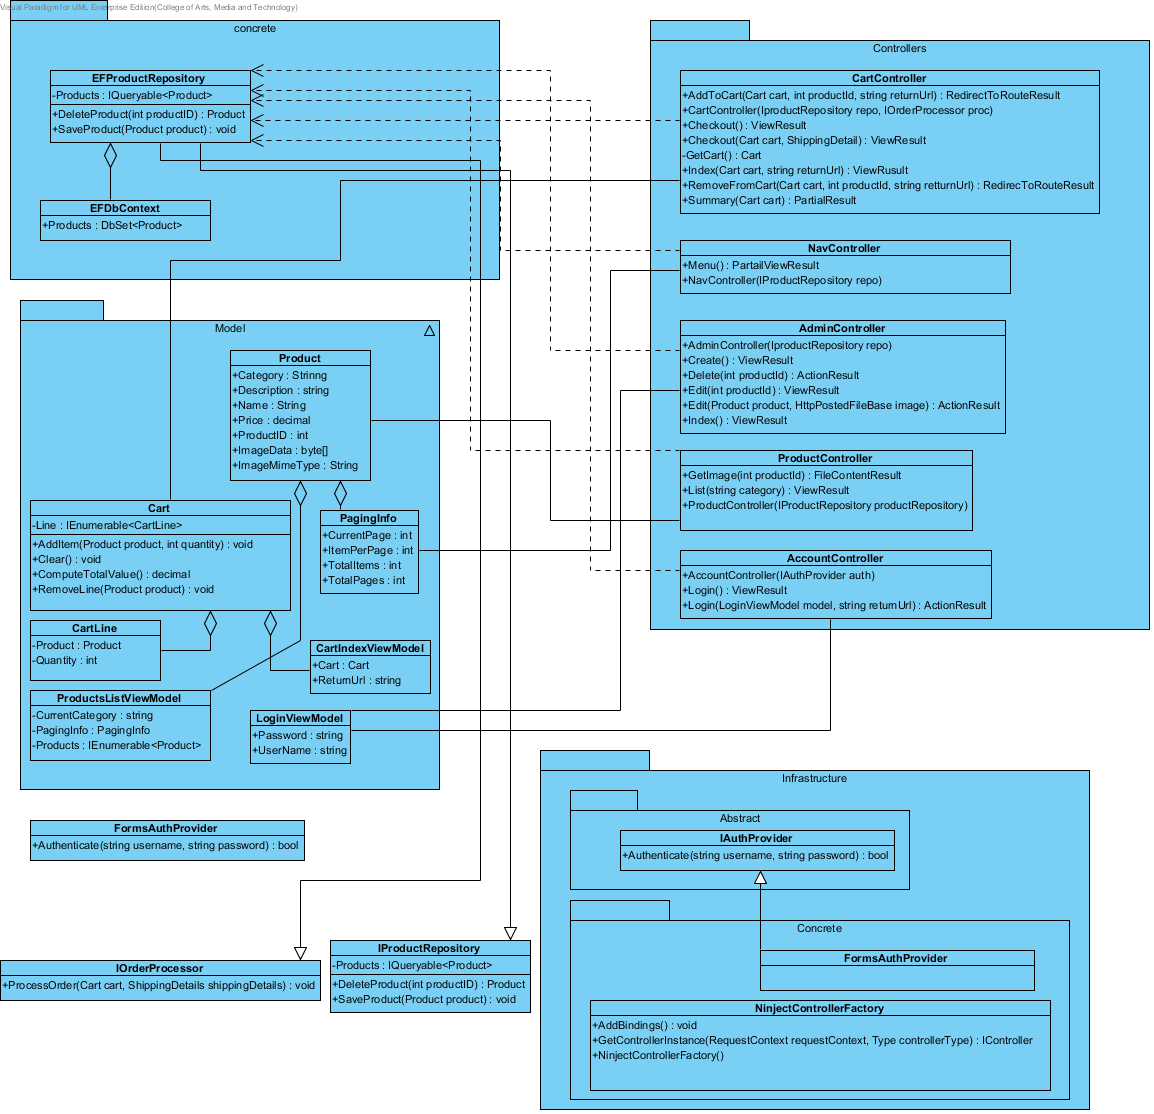 Visual Paradigm for UML Enterprise Edition(College of Arts, Media and Technology)
concrete
EFProductRepository
-Products : IQueryable<Product>
+DeleteProduct(int productID) : Product
+SaveProduct(Product product) : void
EFDbContext
+Products : DbSet<Product>
Controllers
CartController
+AddToCart(Cart cart, int productId, string returnUrl) : RedirectToRouteResult
+CartController(IproductRepository repo, IOrderProcessor proc)
+Checkout() : ViewResult
+Checkout(Cart cart, ShippingDetail) : ViewResult
-GetCart() : Cart
+Index(Cart cart, string returnUrl) : ViewRusult
+RemoveFromCart(Cart cart, int productId, string retturnUrl) : RedirecToRouteResult
+Summary(Cart cart) : PartialResult
NavController
+Menu() : PartailViewResult
+NavController(IProductRepository repo)
AdminController
+AdminController(IproductRepository repo)
+Create() : ViewResult
+Delete(int productId) : ActionResult
+Edit(int productId) : ViewResult
+Edit(Product product, HttpPostedFileBase image) : ActionResult
+Index() : ViewResult
ProductController
+GetImage(int productId) : FileContentResult
+List(string category) : ViewResult
+ProductController(IProductRepository productRepository)
AccountController
+AccountController(IAuthProvider auth)
+Login() : ViewResult
+Login(LoginViewModel model, string returnUrl) : ActionResult
Model
Product
+Category : Strinng
+Description : string
+Name : String
+Price : decimal
+ProductID : int
+ImageData : byte[]
+ImageMimeType : String
Cart
-Line : IEnumerable<CartLine>
+AddItem(Product product, int quantity) : void
+Clear() : void
+ComputeTotalValue() : decimal
+RemoveLine(Product product) : void
PagingInfo
+CurrentPage : int
+ItemPerPage : int
+TotalItems : int
+TotalPages : int
CartLine
-Product : Product
-Quantity : int
CartIndexViewModel
+Cart : Cart
+ReturnUrl : string
ProductsListViewModel
-CurrentCategory : string
-PagingInfo : PagingInfo
-Products : IEnumerable<Product>
LoginViewModel
+Password : string
+UserName : string
FormsAuthProvider
+Authenticate(string username, string password) : bool
IOrderProcessor
+ProcessOrder(Cart cart, ShippingDetails shippingDetails) : void
IProductRepository
-Products : IQueryable<Product>
+DeleteProduct(int productID) : Product
+SaveProduct(Product product) : void
Infrastructure
Abstract
IAuthProvider
+Authenticate(string username, string password) : bool
Concrete
FormsAuthProvider
NinjectControllerFactory
+AddBindings() : void
+GetControllerInstance(RequestContext requestContext, Type controllerType) : IController
+NinjectControllerFactory()